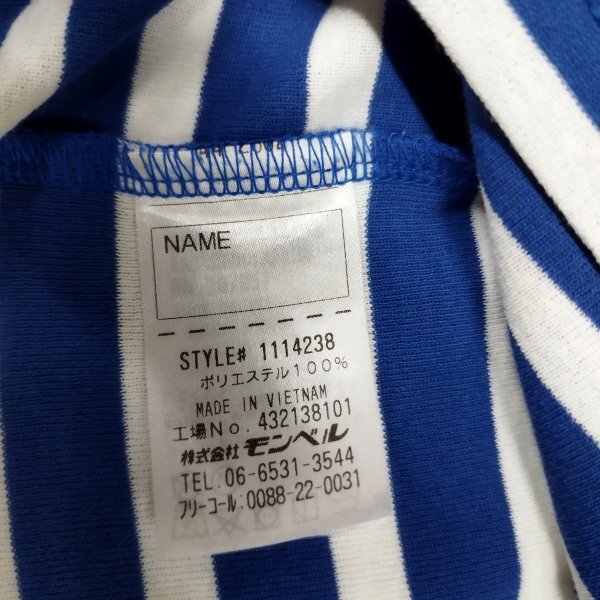 NAME
STYLE# 1114238
ポリエステル100%
MADE IN VIETNAM
工場No. 432138101
株式会社モンベル
TEL. 06-6531-3544
フリーコール: 0088-22-0031